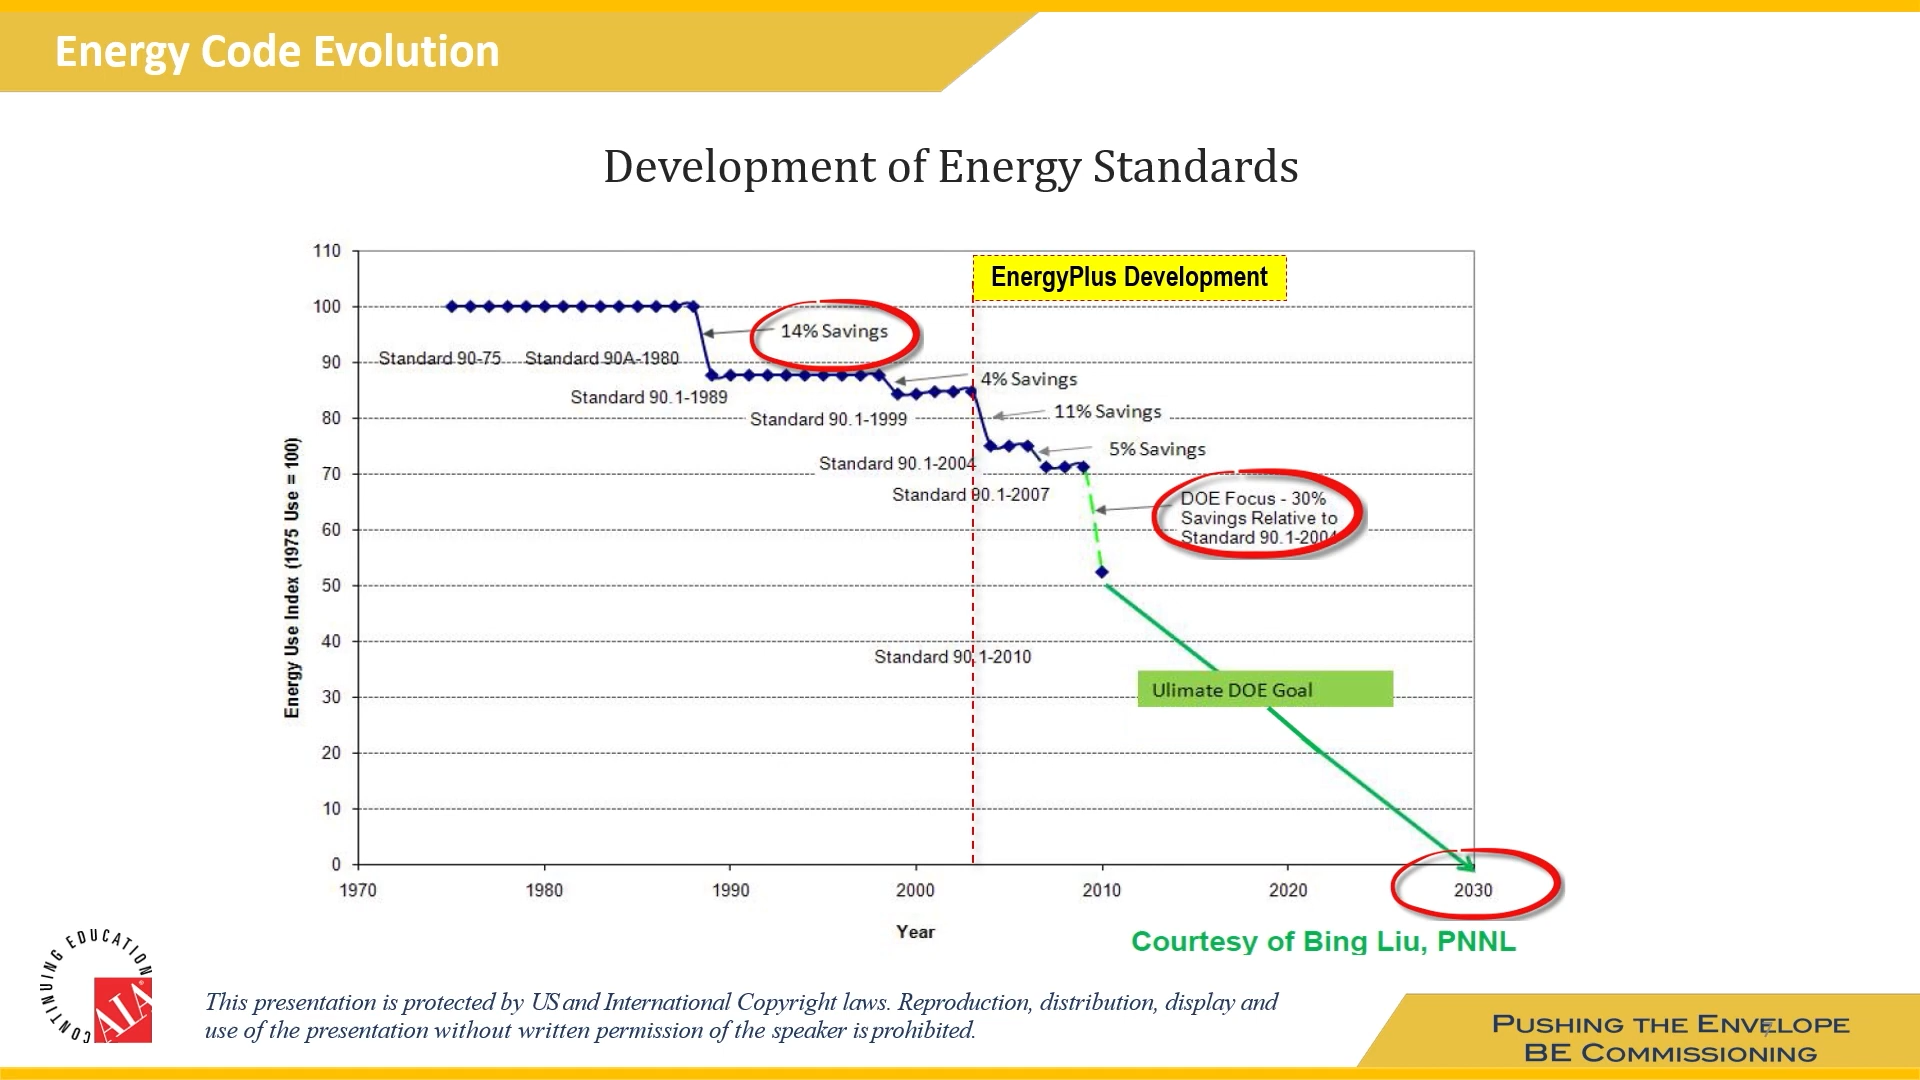 Energy Code Evolution
Development of Energy Standards
110
100
90
80
70
60
50
40
30
20
10
0
Energy Use Index (1975 Use = 100)
EnergyPlus Development
14% Savings
Standard 90-75
Standard 90A-1980
4% Savings
Standard 90.1-1989
11% Savings
Standard 90.1-1999
5% Savings
Standard 90.1-2004
Standard 90.1-2007
DOE Focus - 30%
Savings Relative to
Standard 90.1-2004
Standard 90.1-2010
Ulimate DOE Goal
1970
1980
1990
2000
2010
2020
2030
Year
Courtesy of Bing Liu, PNNL
CONTINUING EDUCATION
AIA
This presentation is protected by US and International Copyright laws. Reproduction, distribution, display and
use of the presentation without written permission of the speaker is prohibited.
PUSHING THE ENVELOPE
7
BE COMMISSIONING